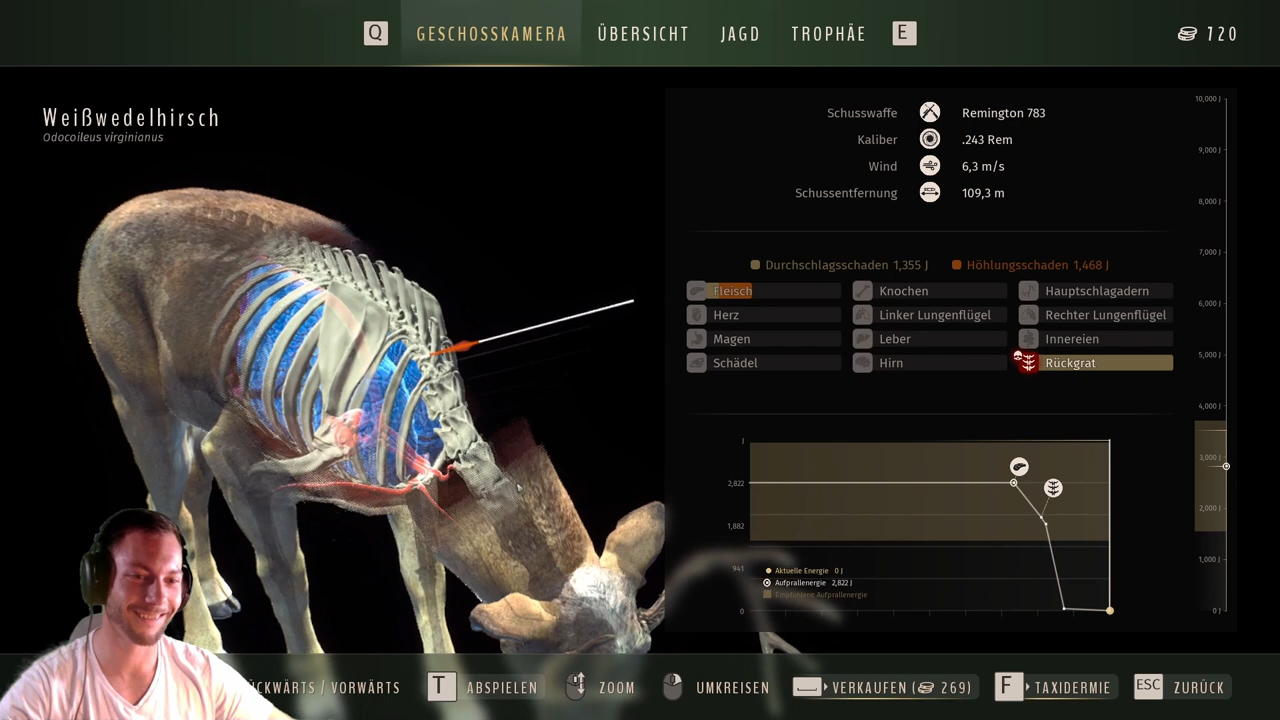 Q GESCHOSSKAMERA ÜBERSICHT JAGD TROPHÄE E 720
Weißwedelhirsch
Odocoileus virginianus
Schusswaffe Remington 783
Kaliber .243 Rem
Wind 6,3 m/s
Schussentfernung 109,3 m
Durchschlagsschaden 1,355 J Höhlungsschaden 1,468 J
Fleisch Knochen Hauptschlagadern
Herz Linker Lungenflügel Rechter Lungenflügel
Magen Leber Innereien
Schädel Hirn Rückgrat
J
2,822
1,882
941
0
Aktuelle Energie 0 J
Aufprallenergie 2,822 J
Empfohlene Aufprallenergie
10,000 J
9,000 J
8,000 J
7,000 J
6,000 J
5,000 J
4,000 J
3,000 J
2,000 J
1,000 J
0 J
ÜCKWÄRTS / VORWÄRTS T ABSPIELEN ZOOM UMKREISEN VERKAUFEN ( 269) F TAXIDERMIE ESC ZURÜCK